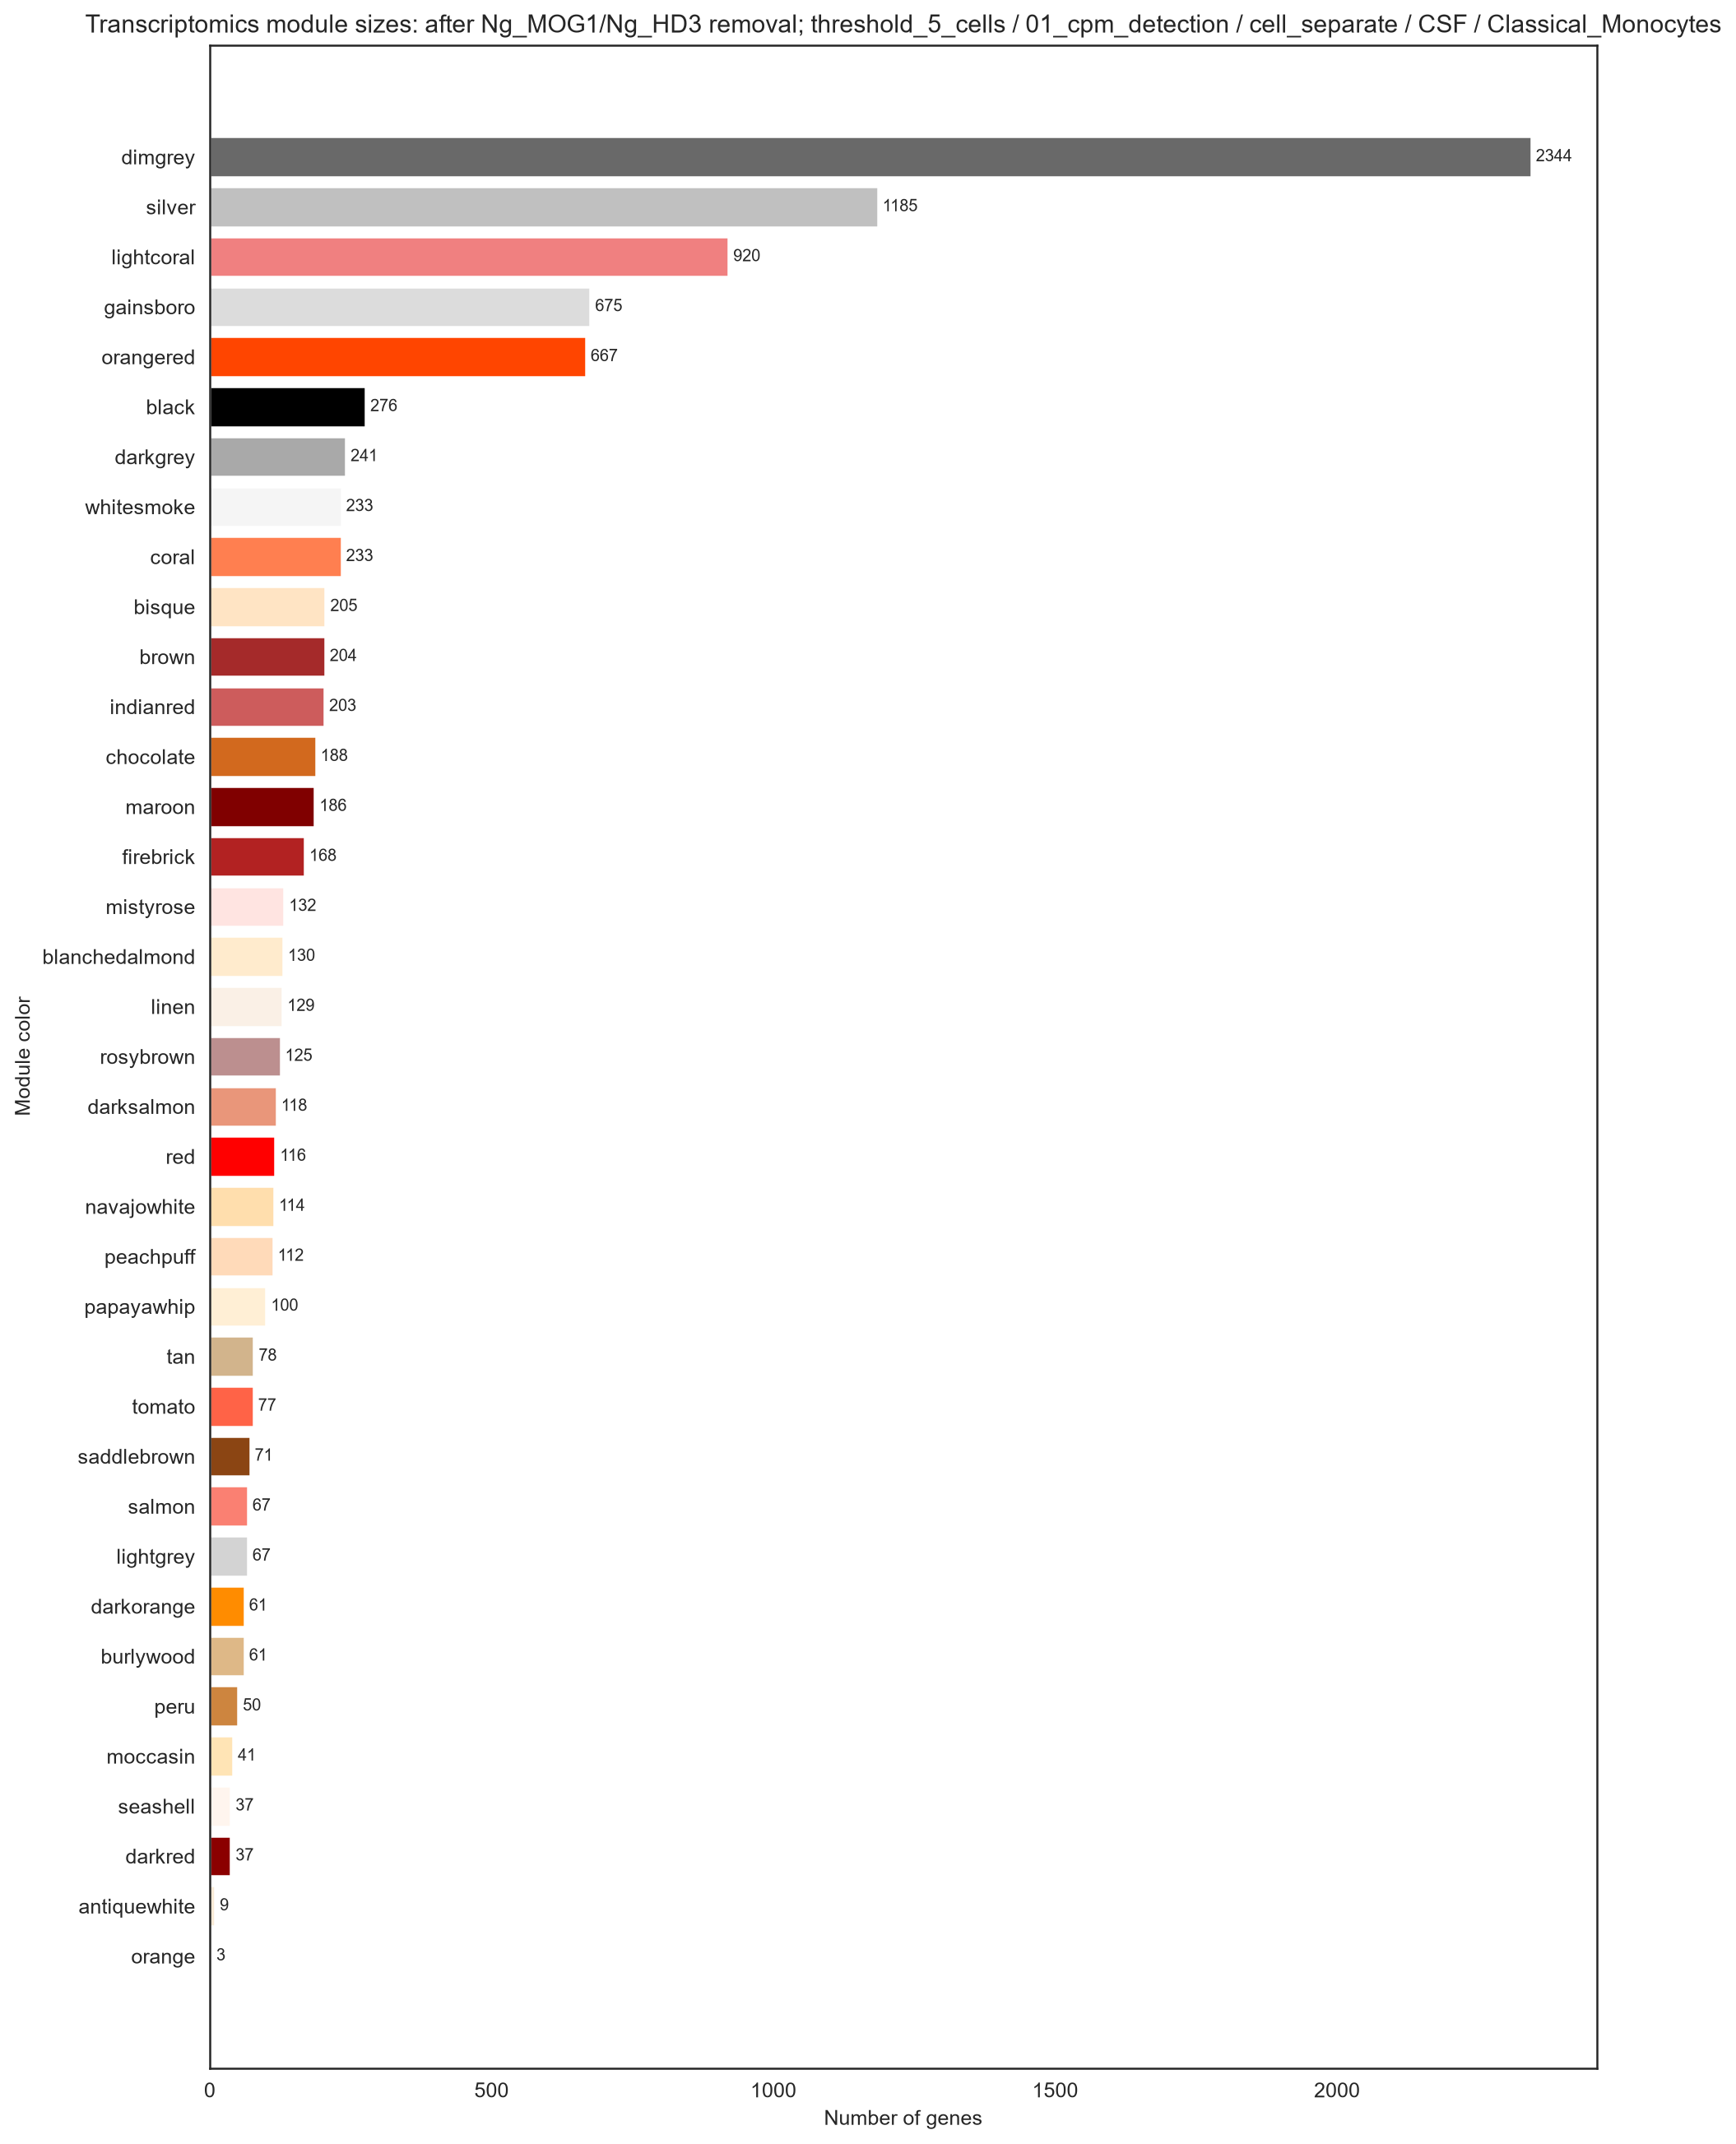 Transcriptomics module sizes: after Ng_MOG1/Ng_HD3 removal; threshold_5_cells / 01_cpm_detection / cell_separate / CSF / Classical_Monocytes
Module color
dimgrey 2344
silver 1185
lightcoral 920
gainsboro 675
orangered 667
black 276
darkgrey 241
whitesmoke 233
coral 233
bisque 205
brown 204
indianred 203
chocolate 188
maroon 186
firebrick 168
mistyrose 132
blanchedalmond 130
linen 129
rosybrown 125
darksalmon 118
red 116
navajowhite 114
peachpuff 112
papayawhip 100
tan 78
tomato 77
saddlebrown 71
salmon 67
lightgrey 67
darkorange 61
burlywood 61
peru 50
moccasin 41
seashell 37
darkred 37
antiquewhite 9
orange 3
0 500 1000 1500 2000
Number of genes